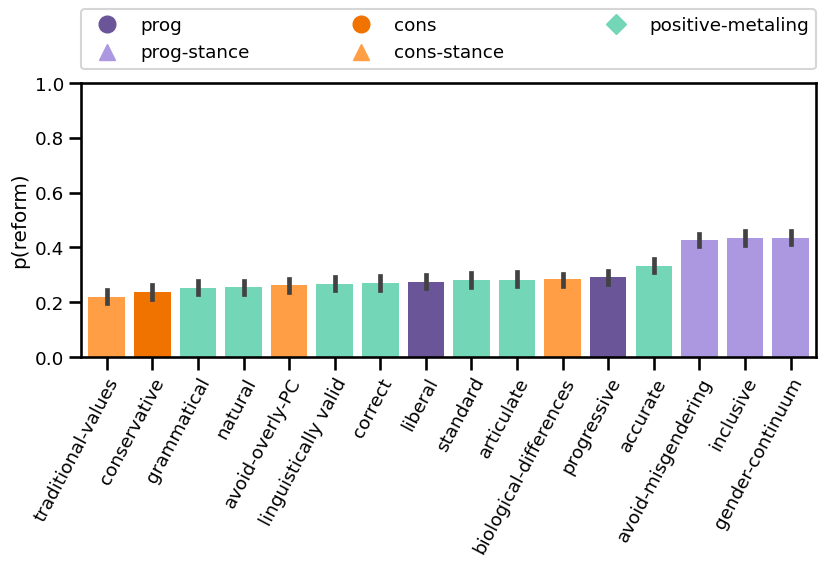 prog
prog-stance
cons
cons-stance
positive-metaling
p(reform)
1.0
0.8
0.6
0.4
0.2
0.0
traditional-values
conservative
grammatical
natural
avoid-overly-PC
linguistically valid
correct
liberal
standard
articulate
biological-differences
progressive
accurate
avoid-misgendering
inclusive
gender-continuum